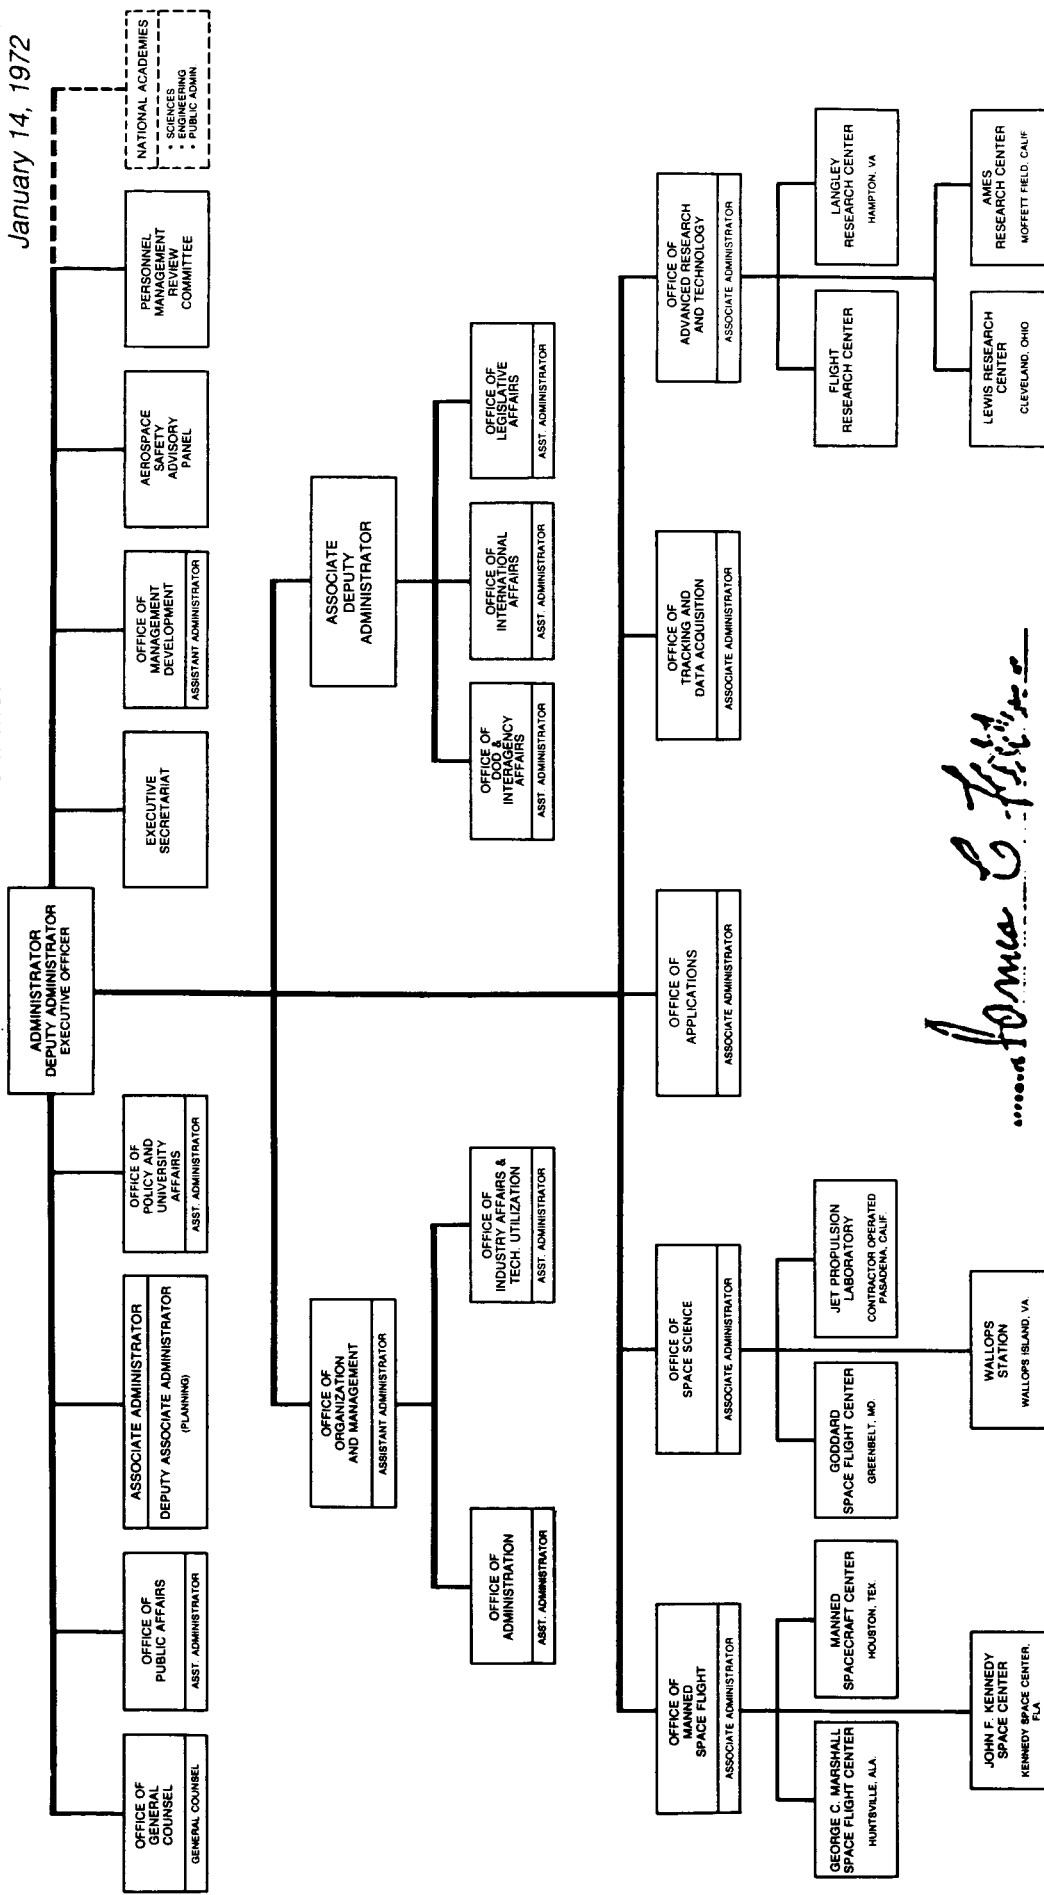 January 14, 1972
ADMINISTRATOR
DEPUTY ADMINISTRATOR
EXECUTIVE OFFICER
OFFICE OF
GENERAL
COUNSEL
GENERAL COUNSEL
OFFICE OF
PUBLIC AFFAIRS
ASST. ADMINISTRATOR
ASSOCIATE ADMINISTRATOR
DEPUTY ASSOCIATE ADMINISTRATOR
(PLANNING)
OFFICE OF
POLICY AND
UNIVERSITY
AFFAIRS
ASST. ADMINISTRATOR
EXECUTIVE
SECRETARIAT
OFFICE OF
MANAGEMENT
DEVELOPMENT
ASSISTANT ADMINISTRATOR
AEROSPACE
SAFETY
ADVISORY
PANEL
PERSONNEL
MANAGEMENT
REVIEW
COMMITTEE
NATIONAL ACADEMIES
• SCIENCES
• ENGINEERING
• PUBLIC ADMIN
OFFICE OF
ORGANIZATION
AND MANAGEMENT
ASSISTANT ADMINISTRATOR
ASSOCIATE
DEPUTY
ADMINISTRATOR
OFFICE OF
ADMINISTRATION
ASST. ADMINISTRATOR
OFFICE OF
INDUSTRY AFFAIRS &
TECH. UTILIZATION
ASST. ADMINISTRATOR
OFFICE OF
DOD &
INTERAGENCY
AFFAIRS
ASST. ADMINISTRATOR
OFFICE OF
INTERNATIONAL
AFFAIRS
ASST. ADMINISTRATOR
OFFICE OF
LEGISLATIVE
AFFAIRS
ASST. ADMINISTRATOR
OFFICE OF
MANNED
SPACE FLIGHT
ASSOCIATE ADMINISTRATOR
OFFICE OF
SPACE SCIENCE
ASSOCIATE ADMINISTRATOR
OFFICE OF
APPLICATIONS
ASSOCIATE ADMINISTRATOR
OFFICE OF
TRACKING AND
DATA ACQUISITION
ASSOCIATE ADMINISTRATOR
OFFICE OF
ADVANCED RESEARCH
AND TECHNOLOGY
ASSOCIATE ADMINISTRATOR
GEORGE C. MARSHALL
SPACE FLIGHT CENTER
HUNTSVILLE, ALA.
MANNED
SPACECRAFT CENTER
HOUSTON, TEX.
GODDARD
SPACE FLIGHT CENTER
GREENBELT, MD.
JET PROPULSION
LABORATORY
CONTRACTOR OPERATED
PASADENA, CALIF.
FLIGHT
RESEARCH CENTER
LANGLEY
RESEARCH CENTER
HAMPTON, VA
JOHN F. KENNEDY
SPACE CENTER
KENNEDY SPACE CENTER,
FLA
WALLOPS
STATION
WALLOPS ISLAND, VA.
LEWIS RESEARCH
CENTER
CLEVELAND, OHIO
AMES
RESEARCH CENTER
MOFFETT FIELD, CALIF
James C